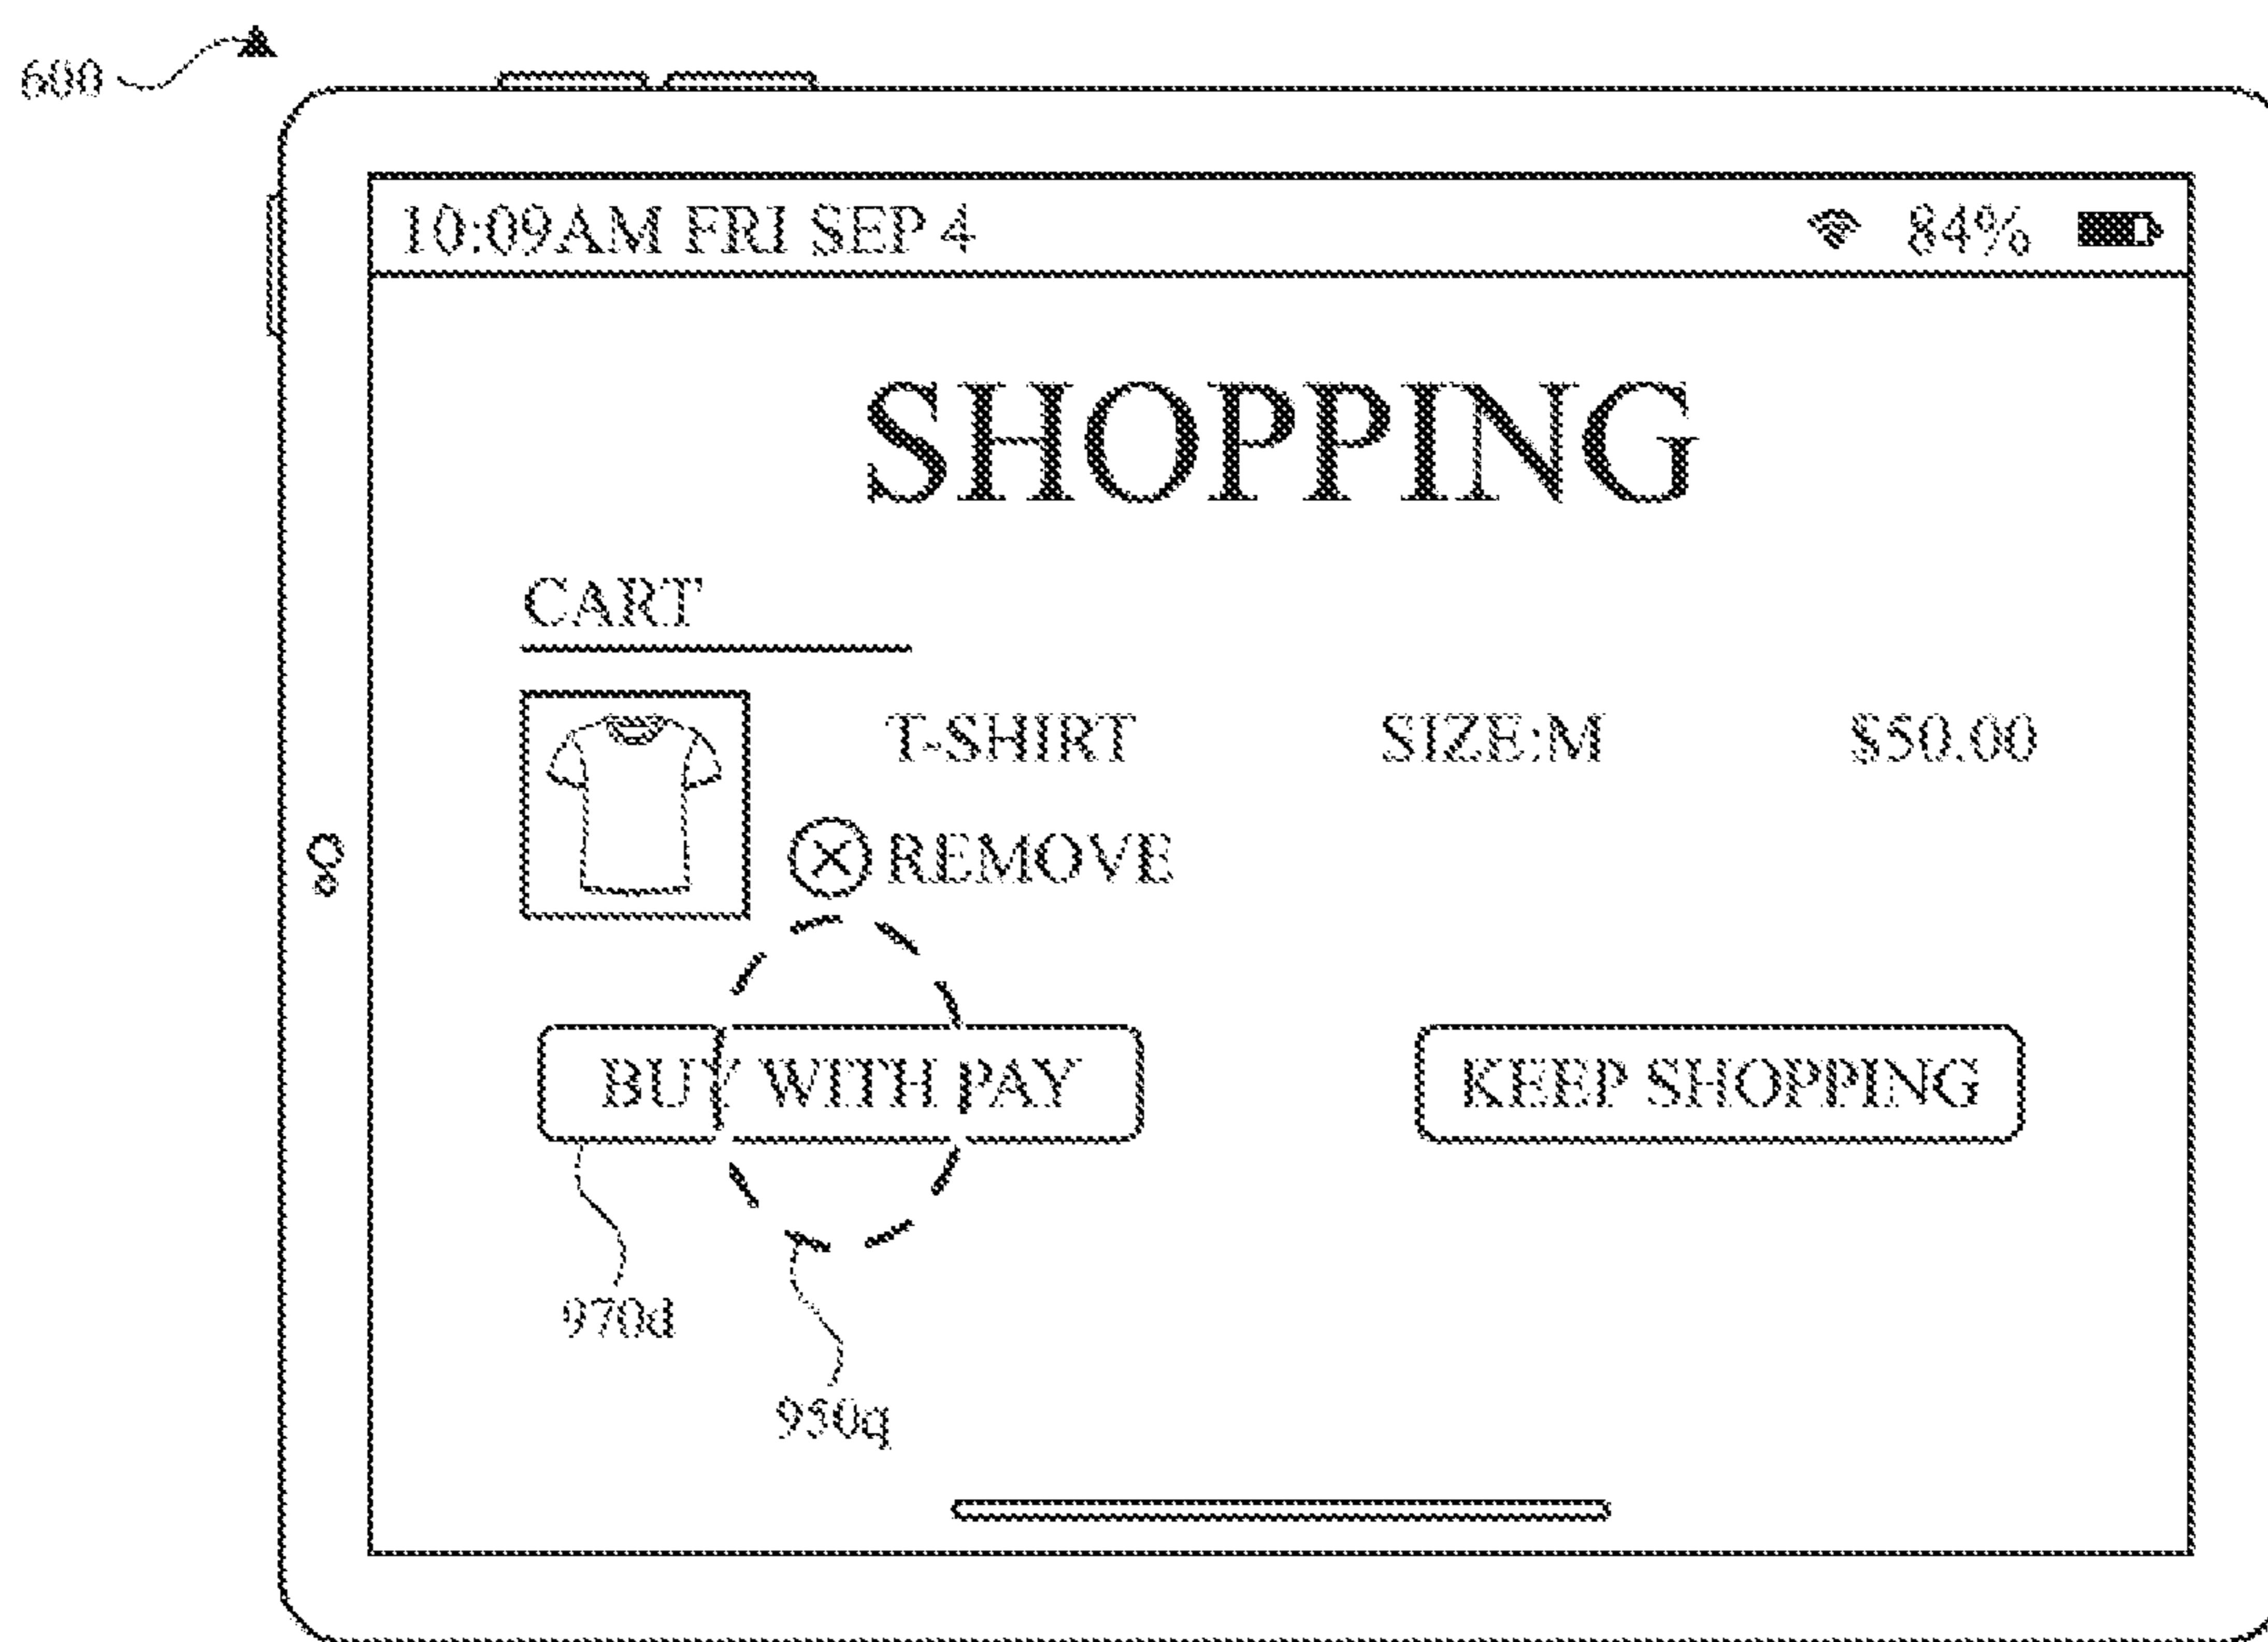 600
10:09AM FRI SEP 4 84%
SHOPPING
CART
T-SHIRT SIZE:M $50.00
REMOVE
BUY WITH PAY KEEP SHOPPING
970d
950q